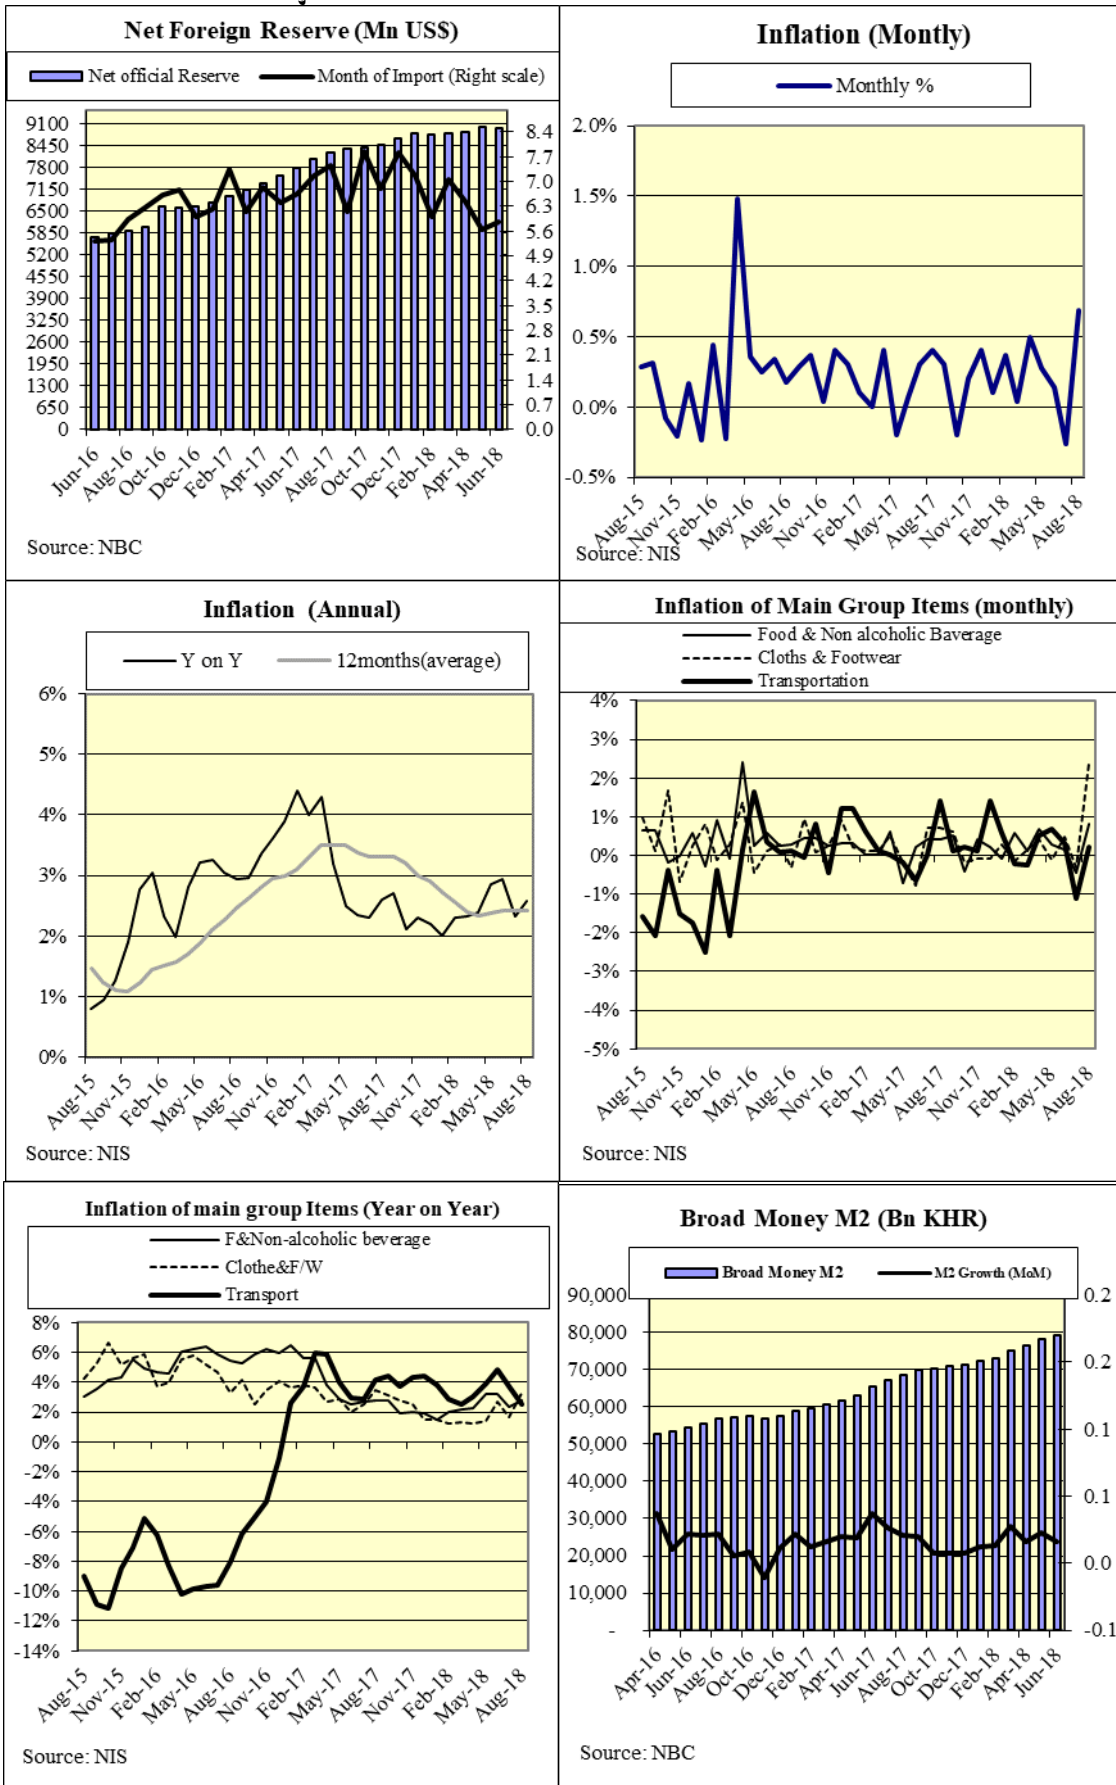 Net Foreign Reserve (Mn US$)
Net official Reserve
Month of Import (Right scale)
9100
8450
7800
7150
6500
5850
5200
4550
3900
3250
2600
1950
1300
650
0
8.4
7.7
7.0
6.3
5.6
4.9
4.2
3.5
2.8
2.1
1.4
0.7
0.0
Jun-16
Aug-16
Oct-16
Dec-16
Feb-17
Apr-17
Jun-17
Aug-17
Oct-17
Dec-17
Feb-18
Apr-18
Jun-18
Source: NBC
Inflation (Montly)
Monthly %
2.0%
1.5%
1.0%
0.5%
0.0%
-0.5%
Aug-15
Nov-15
Feb-16
May-16
Aug-16
Nov-16
Feb-17
May-17
Aug-17
Nov-17
Feb-18
May-18
Aug-18
Source: NIS
Inflation (Annual)
Y on Y
12months(average)
6%
5%
4%
3%
2%
1%
0%
Aug-15
Nov-15
Feb-16
May-16
Aug-16
Nov-16
Feb-17
May-17
Aug-17
Nov-17
Feb-18
May-18
Aug-18
Source: NIS
Inflation of Main Group Items (monthly)
Food & Non alcoholic Baverage
Cloths & Footwear
Transportation
4%
3%
2%
1%
0%
-1%
-2%
-3%
-4%
-5%
Aug-15
Nov-15
Feb-16
May-16
Aug-16
Nov-16
Feb-17
May-17
Aug-17
Nov-17
Feb-18
May-18
Aug-18
Source: NIS
Inflation of main group Items (Year on Year)
F&Non-alcoholic beverage
Clothe&F/W
Transport
8%
6%
4%
2%
0%
-2%
-4%
-6%
-8%
-10%
-12%
-14%
Aug-15
Nov-15
Feb-16
May-16
Aug-16
Nov-16
Feb-17
May-17
Aug-17
Nov-17
Feb-18
May-18
Aug-18
Source: NIS
Broad Money M2 (Bn KHR)
Broad Money M2
M2 Growth (MoM)
90,000
80,000
70,000
60,000
50,000
40,000
30,000
20,000
10,000
-
0.2
0.2
0.1
0.1
0.0
-0.1
Apr-16
Jun-16
Aug-16
Oct-16
Dec-16
Feb-17
Apr-17
Jun-17
Aug-17
Oct-17
Dec-17
Feb-18
Apr-18
Jun-18
Source: NBC